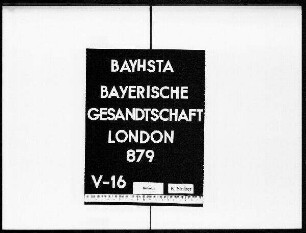 BAYHSTA
BAYERISCHE
GESANDTSCHAFT
LONDON
879
V-16